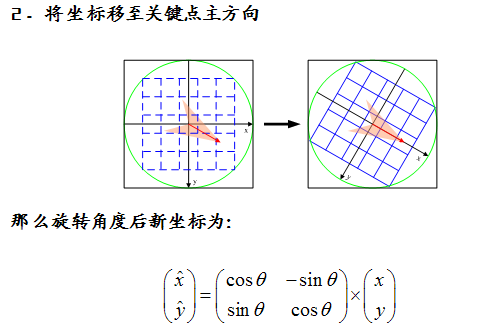 2．将坐标移至关键点主方向
x
y
x
y
那么旋转角度后新坐标为：
(x̂ ŷ) = (cos θ −sin θ sin θ cos θ) × (x y)